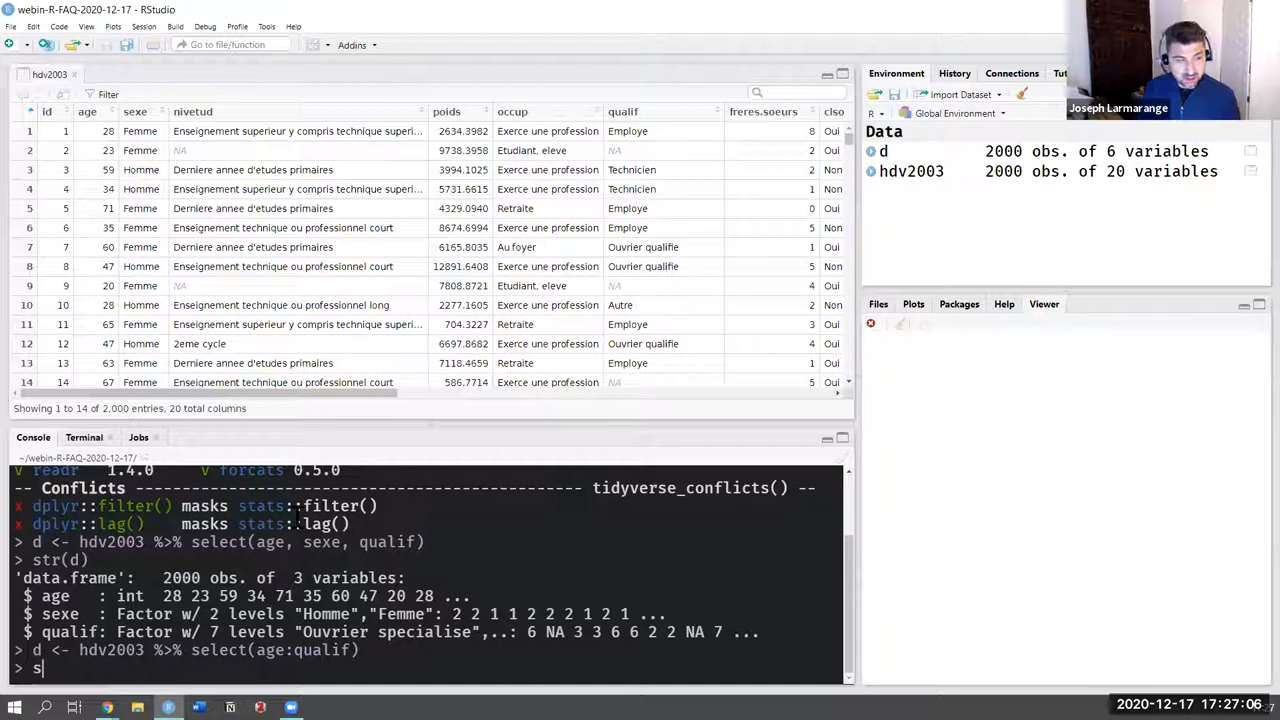 webin-R-FAQ-2020-12-17 - RStudio
File Edit Code View Plots Session Build Debug Profile Tools Help
Go to file/function Addins
hdv2003
Filter
id age sexe nivetud poids occup qualif freres.soeurs clso
1 1 28 Femme Enseignement superieur y compris technique superi... 2634.3982 Exerce une profession Employe 8 Oui
2 2 23 Femme NA 9738.3958 Etudiant, eleve NA 2 Oui
3 3 59 Homme Derniere annee d'etudes primaires 3994.1025 Exerce une profession Technicien 2 Non
4 4 34 Homme Enseignement superieur y compris technique superi... 5731.6615 Exerce une profession Technicien 1 Non
5 5 71 Femme Derniere annee d'etudes primaires 4329.0940 Retraite Employe 0 Oui
6 6 35 Femme Enseignement technique ou professionnel court 8674.6994 Exerce une profession Employe 5 Non
7 7 60 Femme Derniere annee d'etudes primaires 6165.8035 Au foyer Ouvrier qualifie 1 Oui
8 8 47 Homme Enseignement technique ou professionnel court 12891.6408 Exerce une profession Ouvrier qualifie 5 Non
9 9 20 Femme NA 7808.8721 Etudiant, eleve NA 4 Oui
10 10 28 Homme Enseignement technique ou professionnel long 2277.1605 Exerce une profession Autre 2 Non
11 11 65 Femme Enseignement superieur y compris technique superi... 704.3227 Retraite Employe 3 Oui
12 12 47 Homme 2eme cycle 6697.8682 Exerce une profession Ouvrier qualifie 4 Oui
13 13 63 Femme Derniere annee d'etudes primaires 7118.4659 Retraite Employe 1 Oui
14 14 67 Femme Enseignement technique ou professionnel court 586.7714 Exerce une profession NA 5 Oui
Showing 1 to 14 of 2,000 entries, 20 total columns
Console Terminal Jobs
~/webin-R-FAQ-2020-12-17/
v readr 1.4.0 v forcats 0.5.0
-- Conflicts ------------------------------------------ tidyverse_conflicts() --
x dplyr::filter() masks stats::filter()
x dplyr::lag() masks stats::lag()
> d <- hdv2003 %>% select(age, sexe, qualif)
> str(d)
'data.frame': 2000 obs. of 3 variables:
$ age : int 28 23 59 34 71 35 60 47 20 28 ...
$ sexe : Factor w/ 2 levels "Homme","Femme": 2 2 1 1 2 2 2 1 2 1 ...
$ qualif: Factor w/ 7 levels "Ouvrier specialise",..: 6 NA 3 3 6 6 2 2 NA 7 ...
> d <- hdv2003 %>% select(age:qualif)
> s
Environment History Connections Tut
Import Dataset
R Global Environment
Data
d 2000 obs. of 6 variables
hdv2003 2000 obs. of 20 variables
Files Plots Packages Help Viewer
Joseph Larmarange
2020-12-17 17:27:06